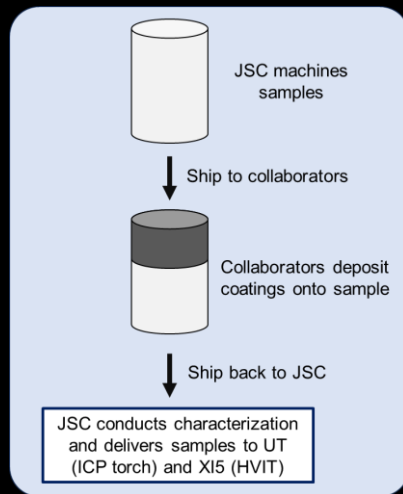 JSC machines
samples
Ship to collaborators
Collaborators deposit
coatings onto sample
Ship back to JSC
JSC conducts characterization
and delivers samples to UT
(ICP torch) and XI5 (HVIT)